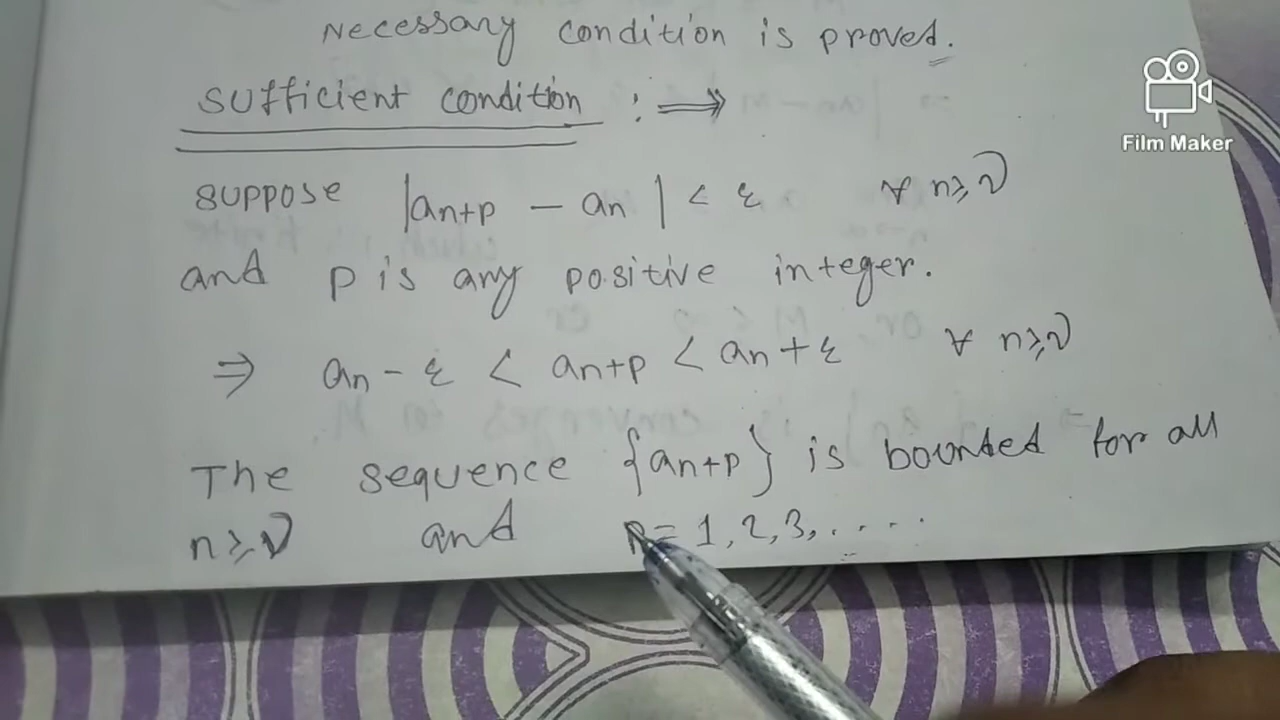 Necessary condition is proved.
Sufficient condition : ⟹
Suppose |an+p - an| < ε ∀ n≥ν
and p is any positive integer.
⇒ an - ε < an+p < an + ε ∀ n≥ν
The sequence {an+p} is bounded for all
n≥ν and p = 1, 2, 3, . . . .
Film Maker